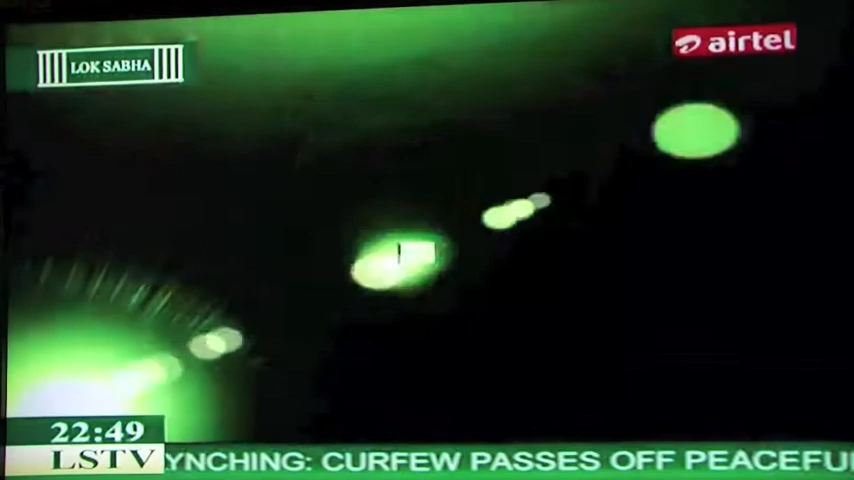 LOK SABHA
airtel
22:49
LSTV
YNCHING: CURFEW PASSES OFF PEACEFU